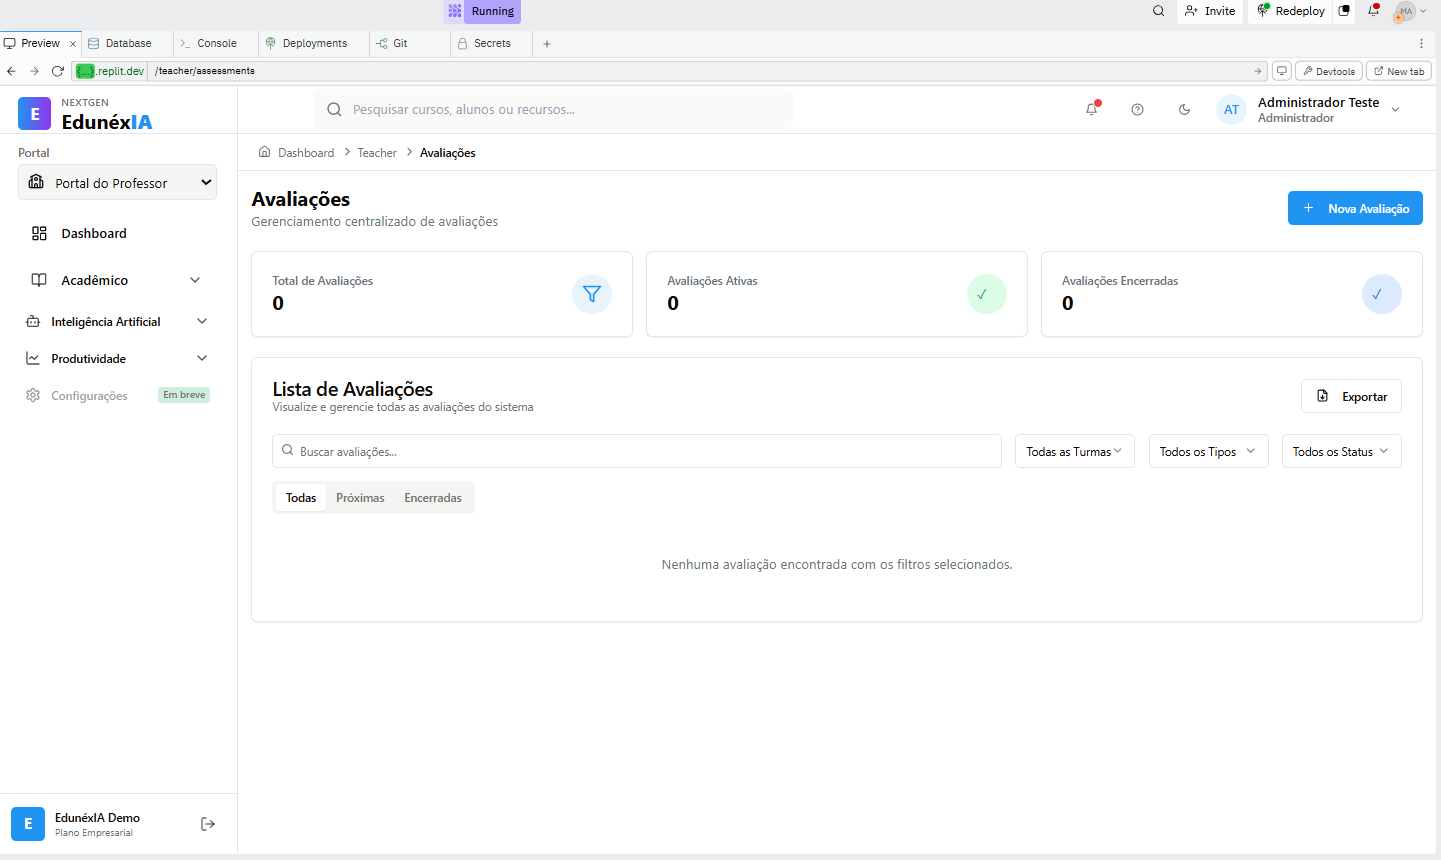 Running
Invite
Redeploy
MA
Preview
Database
Console
Deployments
Git
Secrets
{...}.replit.dev
/teacher/assessments
Devtools
New tab
E
NEXTGEN
EdunéxIA
Pesquisar cursos, alunos ou recursos...
AT
Administrador Teste
Administrador
Portal
Portal do Professor
Dashboard
Acadêmico
Inteligência Artificial
Produtividade
Configurações
Em breve
Dashboard
Teacher
Avaliações
Avaliações
Gerenciamento centralizado de avaliações
Nova Avaliação
Total de Avaliações
0
Avaliações Ativas
0
Avaliações Encerradas
0
Lista de Avaliações
Visualize e gerencie todas as avaliações do sistema
Exportar
Buscar avaliações...
Todas as Turmas
Todos os Tipos
Todos os Status
Todas
Próximas
Encerradas
Nenhuma avaliação encontrada com os filtros selecionados.
E
EdunéxIA Demo
Plano Empresarial